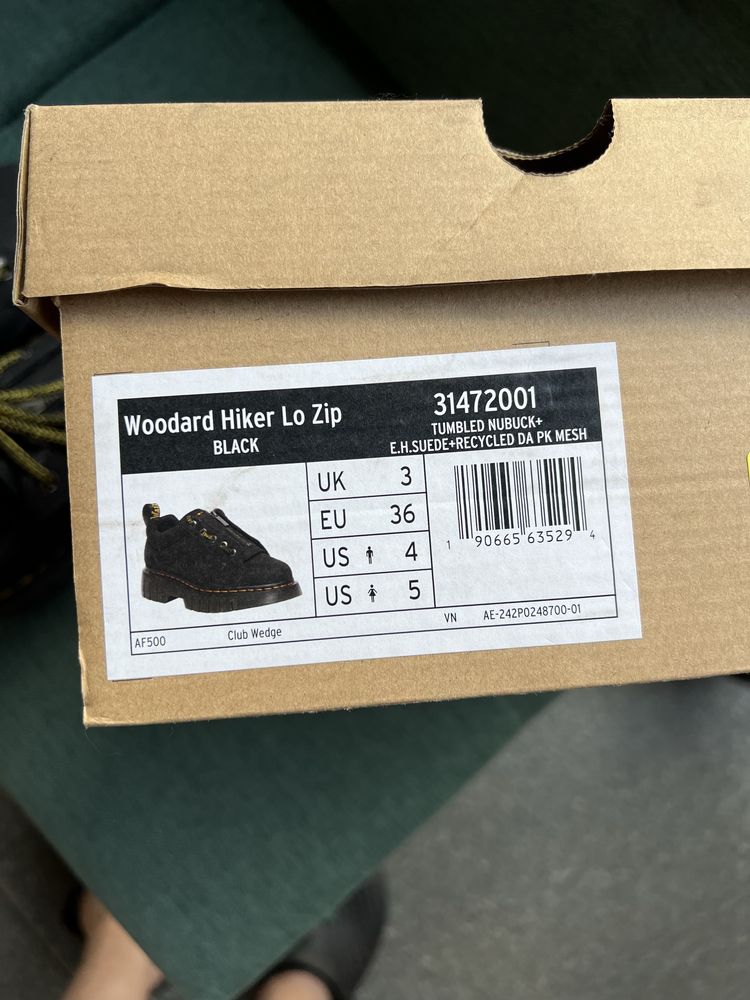 Woodard Hiker Lo Zip
BLACK
31472001
TUMBLED NUBUCK+
E.H.SUEDE+RECYCLED DA PK MESH
UK 3
EU 36
US 4
US 5
1 90665 63529 4
AF500 Club Wedge VN AE-242P0248700-01